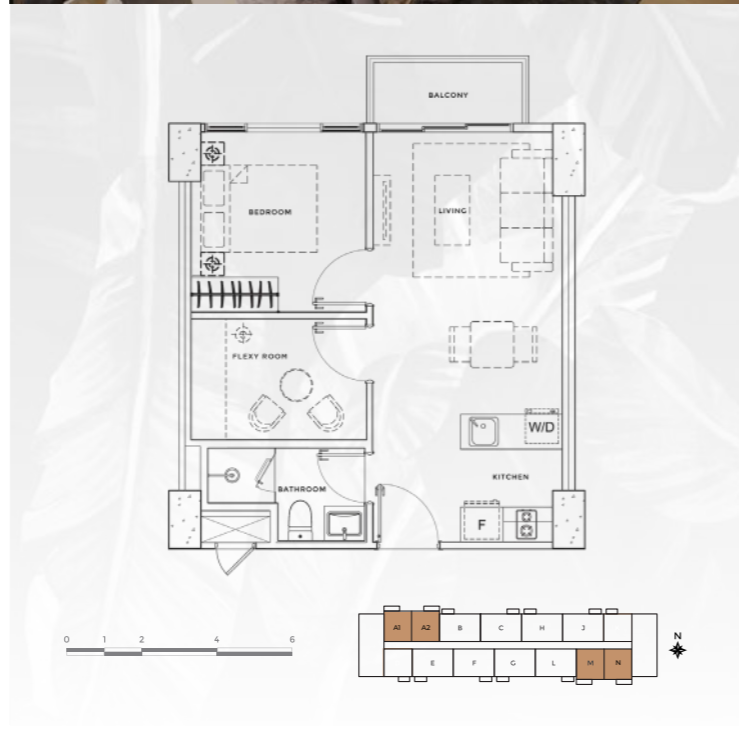 BALCONY
BEDROOM
LIVING
FLEXY ROOM
W/D
KITCHEN
BATHROOM
F
0 1 2 4 6
A1 A2 B C H J
E F G L M N
N